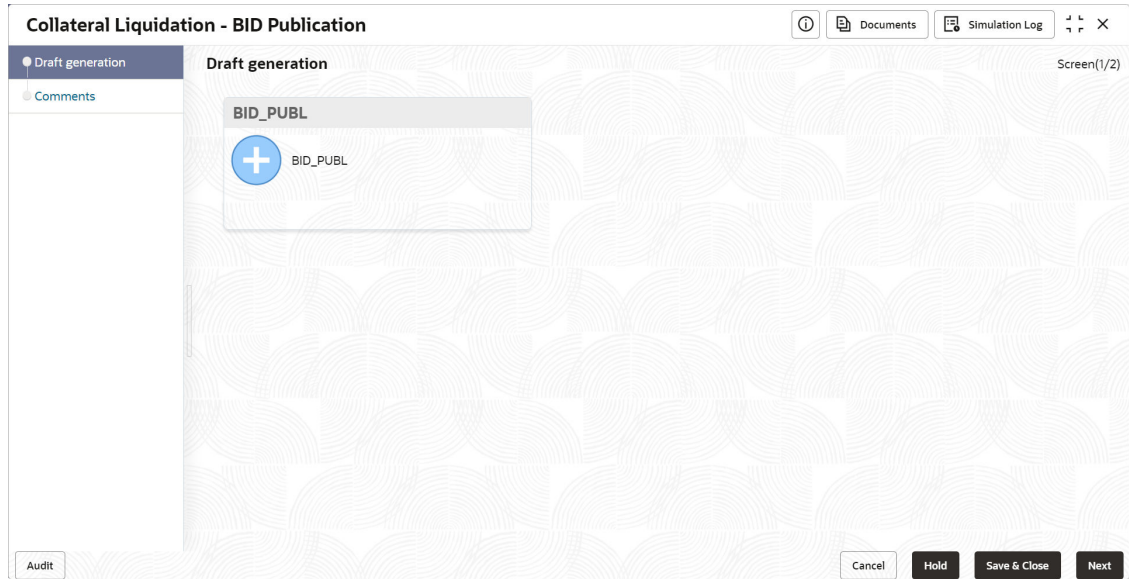 Collateral Liquidation - BID Publication
Documents
Simulation Log
Draft generation
Comments
Draft generation
Screen(1/2)
BID_PUBL
BID_PUBL
Audit
Cancel
Hold
Save & Close
Next